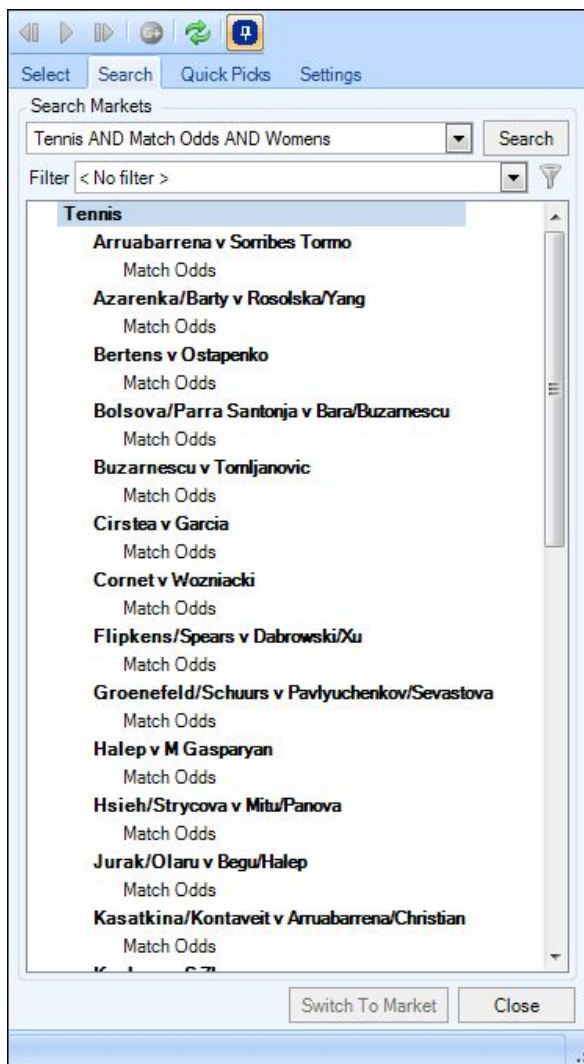 Select Search Quick Picks Settings
Search Markets
Tennis AND Match Odds AND Womens Search
Filter < No filter >
Tennis
Arruabarrena v Sorribes Tormo
Match Odds
Azarenka/Barty v Rosolska/Yang
Match Odds
Bertens v Ostapenko
Match Odds
Bolsova/Parra Santonja v Bara/Buzarnescu
Match Odds
Buzarnescu v Tomljanovic
Match Odds
Cirstea v Garcia
Match Odds
Cornet v Wozniacki
Match Odds
Flipkens/Spears v Dabrowski/Xu
Match Odds
Groenefeld/Schuurs v Pavlyuchenkov/Sevastova
Match Odds
Halep v M Gasparyan
Match Odds
Hsieh/Strycova v Mitu/Panova
Match Odds
Jurak/Olaru v Begu/Halep
Match Odds
Kasatkina/Kontaveit v Arruabarrena/Christian
Match Odds
Switch To Market Close